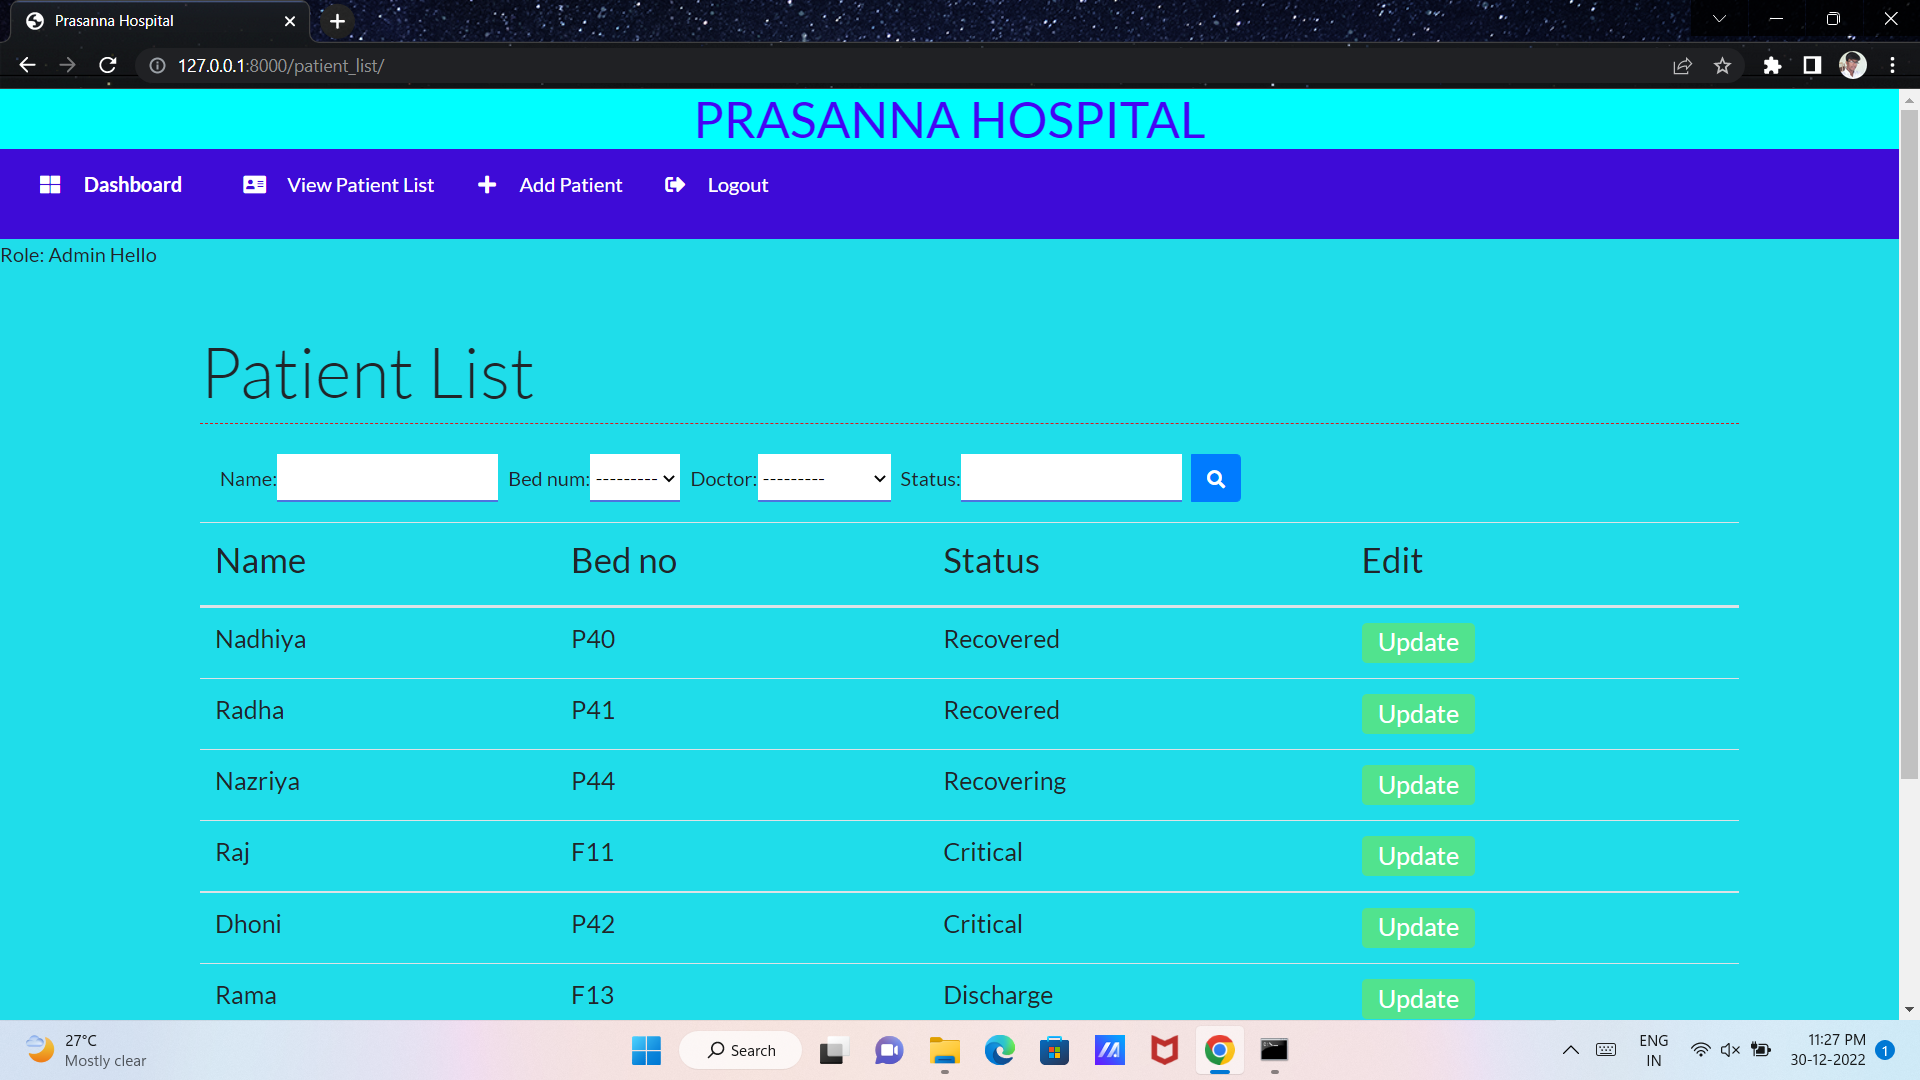 Prasanna Hospital
127.0.0.1:8000/patient_list/
PRASANNA HOSPITAL
Dashboard View Patient List Add Patient Logout
Role: Admin Hello
Patient List
Name: Bed num: --------- Doctor: --------- Status:
Name Bed no Status Edit
Nadhiya P40 Recovered Update
Radha P41 Recovered Update
Nazriya P44 Recovering Update
Raj F11 Critical Update
Dhoni P42 Critical Update
Rama F13 Discharge Update
27°C
Mostly clear
Search
ENG
IN
11:27 PM
30-12-2022
1